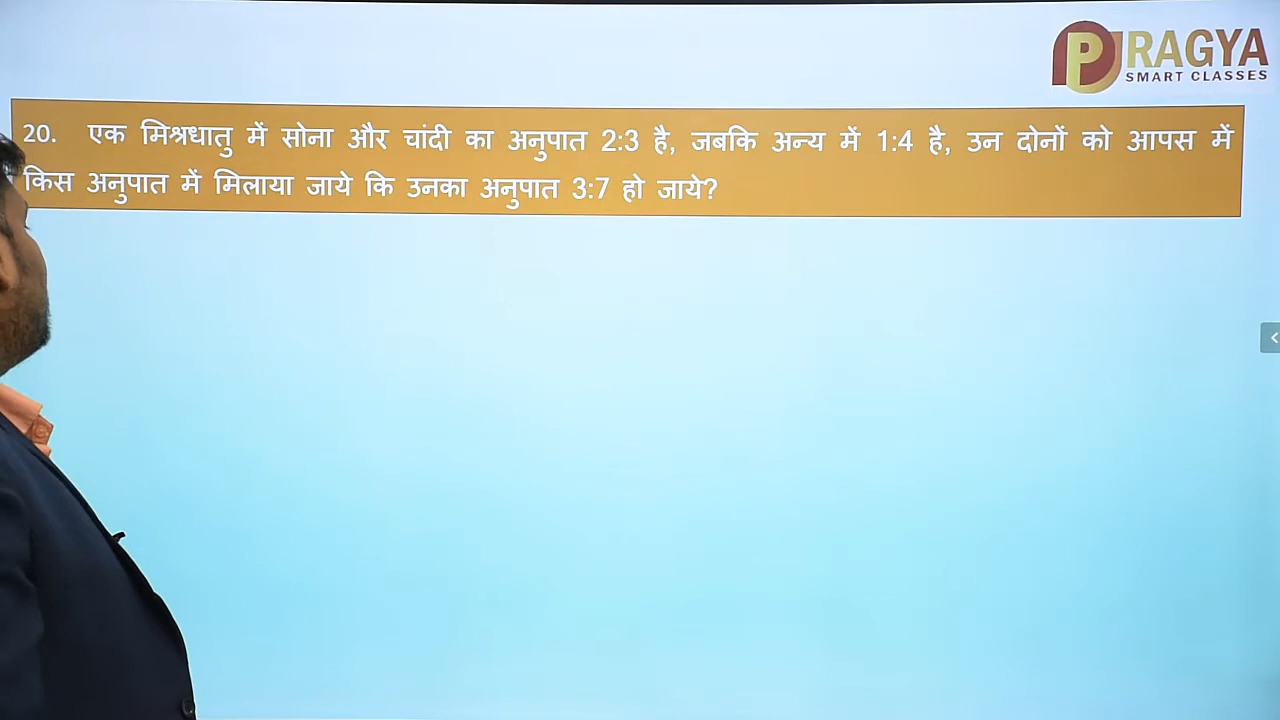 PRAGYA
SMART CLASSES
20. एक मिश्रधातु में सोना और चांदी का अनुपात 2:3 है, जबकि अन्य में 1:4 है, उन दोनों को आपस में
किस अनुपात में मिलाया जाये कि उनका अनुपात 3:7 हो जाये?